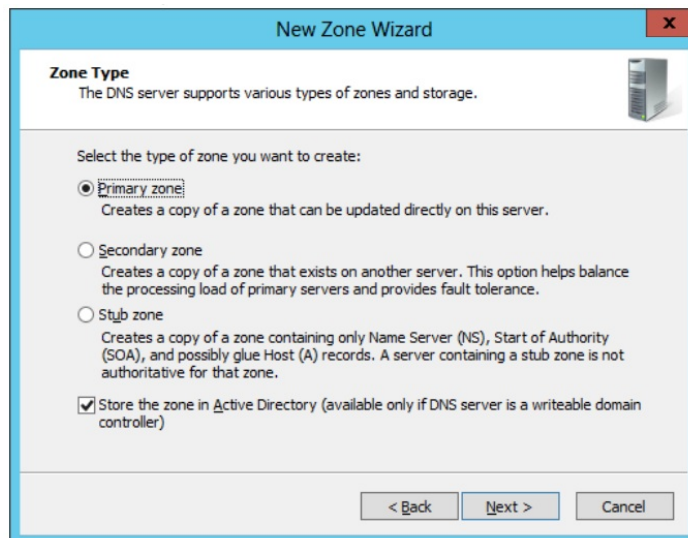 New Zone Wizard
x
Zone Type
The DNS server supports various types of zones and storage.
Select the type of zone you want to create:
Primary zone
Creates a copy of a zone that can be updated directly on this server.
Secondary zone
Creates a copy of a zone that exists on another server. This option helps balance
the processing load of primary servers and provides fault tolerance.
Stub zone
Creates a copy of a zone containing only Name Server (NS), Start of Authority
(SOA), and possibly glue Host (A) records. A server containing a stub zone is not
authoritative for that zone.
Store the zone in Active Directory (available only if DNS server is a writeable domain
controller)
< Back Next > Cancel